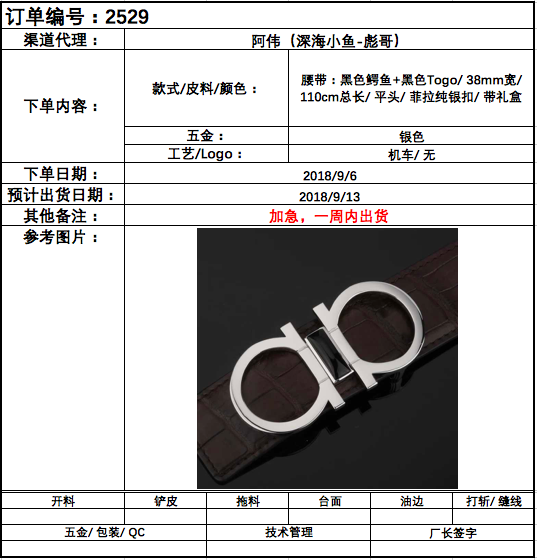 订单编号：2529
渠道代理：
阿伟（深海小鱼-彪哥）
下单内容：
款式/皮料/颜色：
腰带：黑色鳄鱼+黑色Togo/ 38mm宽/
110cm总长/ 平头/ 菲拉纯银扣/ 带礼盒
五金：
银色
工艺/Logo：
机车/ 无
下单日期：
2018/9/6
预计出货日期：
2018/9/13
其他备注：
加急，一周内出货
参考图片：
开料
铲皮
拖料
台面
油边
打斩/ 缝线
五金/ 包装/ QC
技术管理
厂长签字